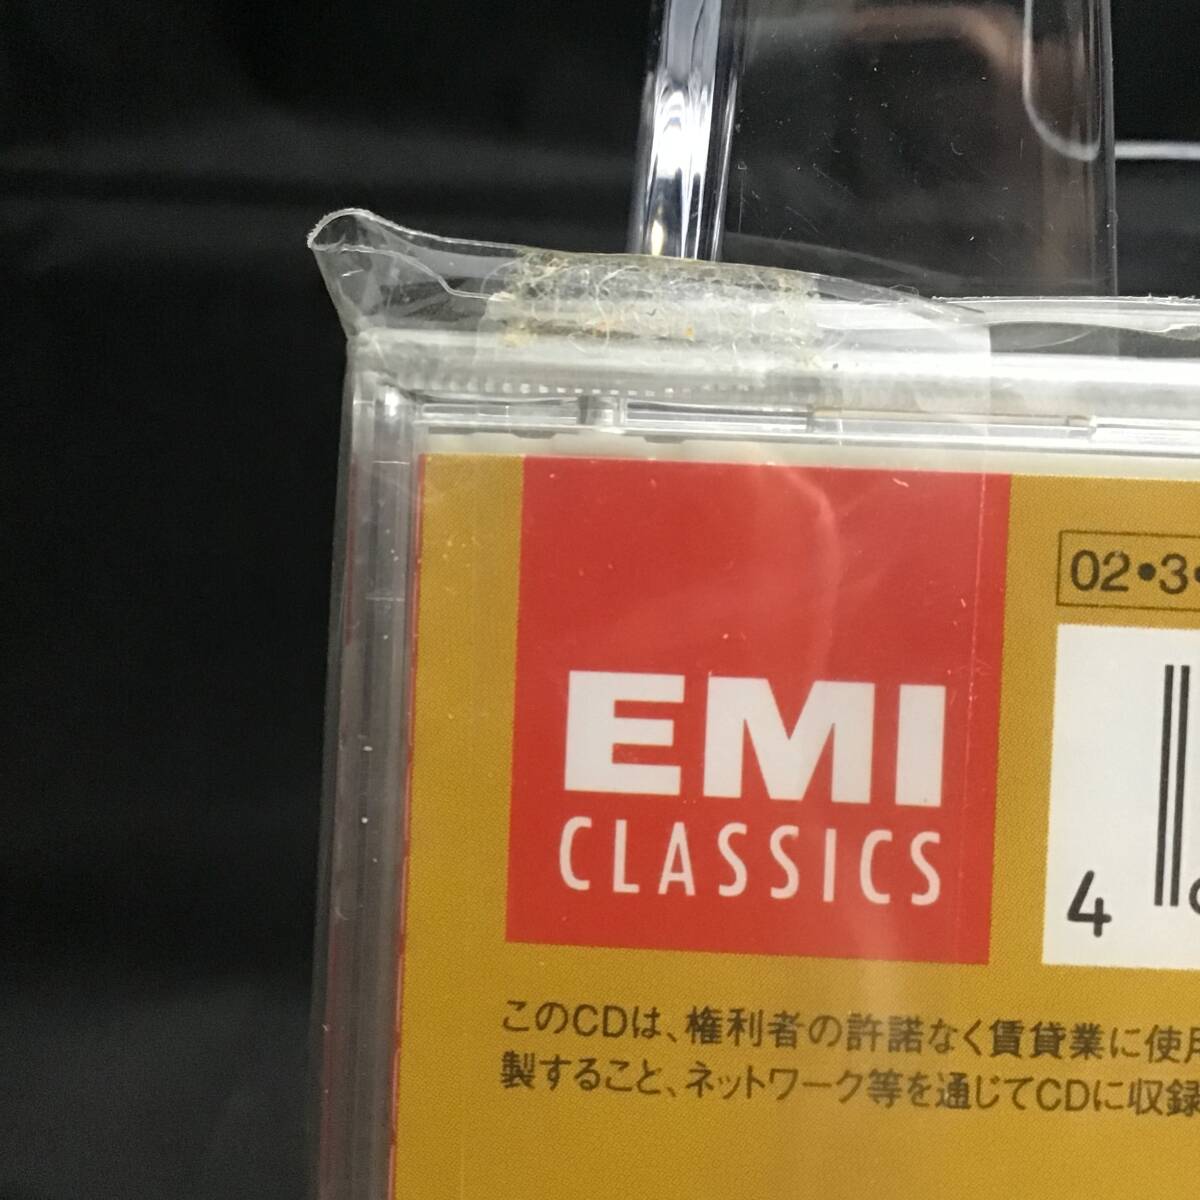 02•3•
EMI
CLASSICS
4
このCDは、権利者の許諾なく賃貸業に使用
製すること、ネットワーク等を通じてCDに収録